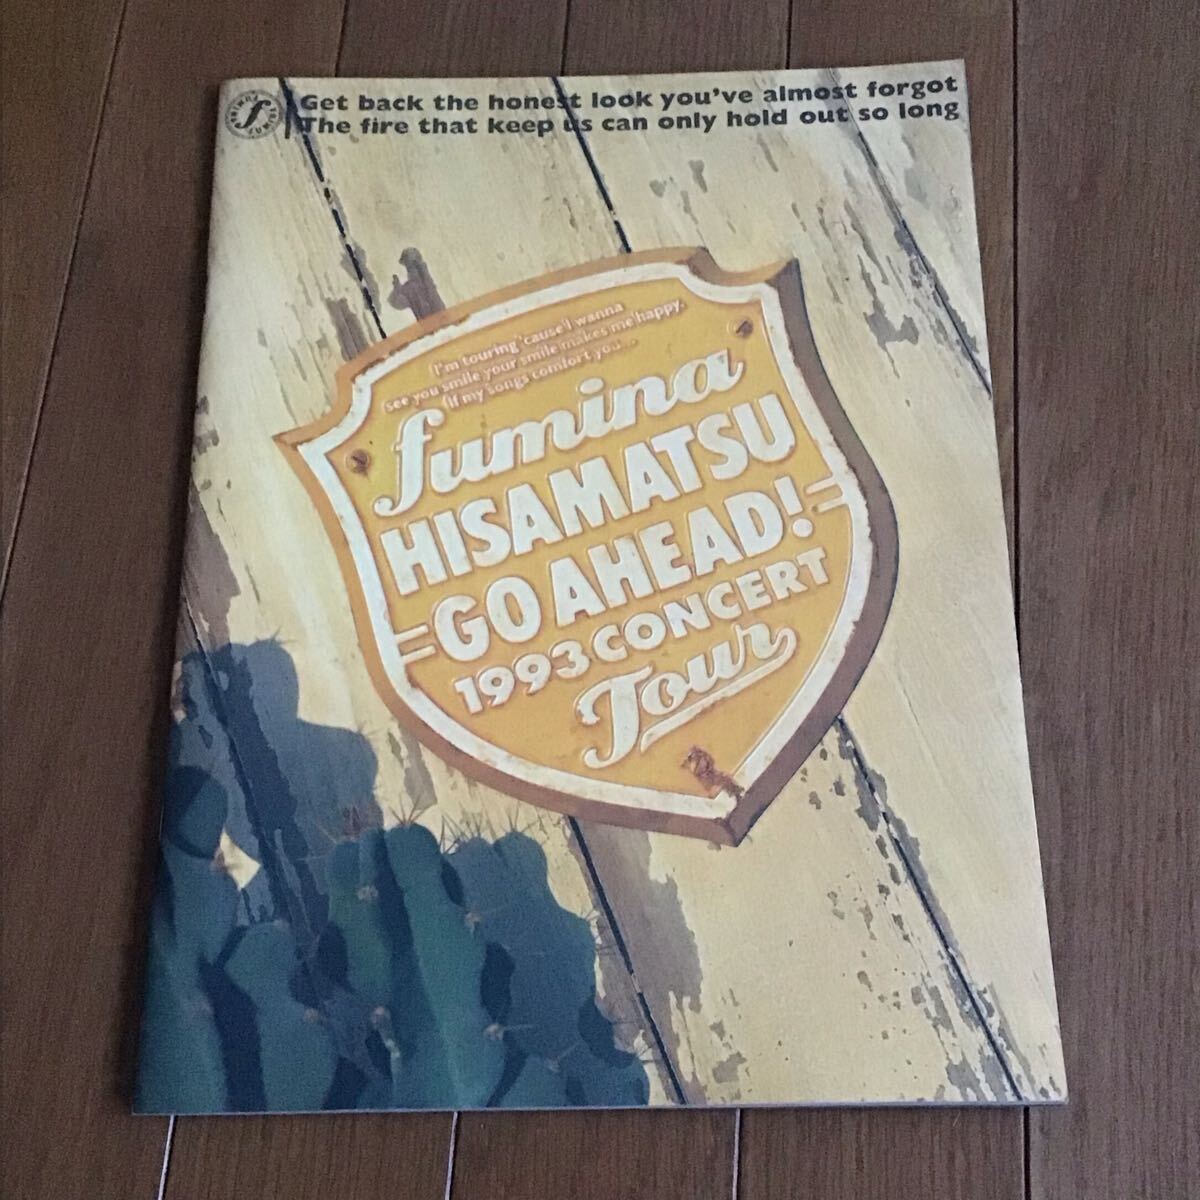 Get back the honest look you've almost forgot
The fire that keep us can only hold out so long
I'm touring 'cause I wanna
see you smile your smile makes me happy.
(if my songs comfort you...
fumina
HISAMATSU
GO AHEAD!
1993 CONCERT
Tour